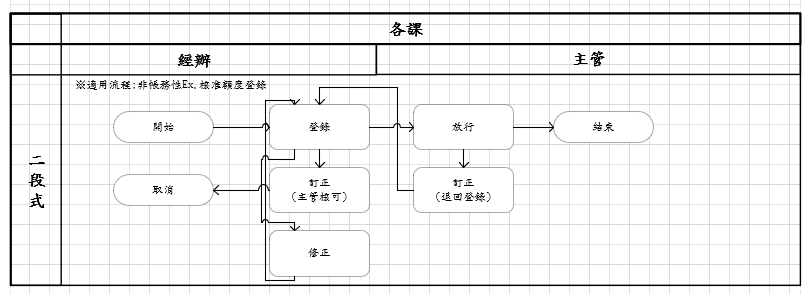 各課
經辦
主管
※適用流程:非帳務性Ex.核准額度登錄
開始
登錄
放行
結束
二段式
取消
訂正
(主管核可)
訂正
(退回登錄)
修正